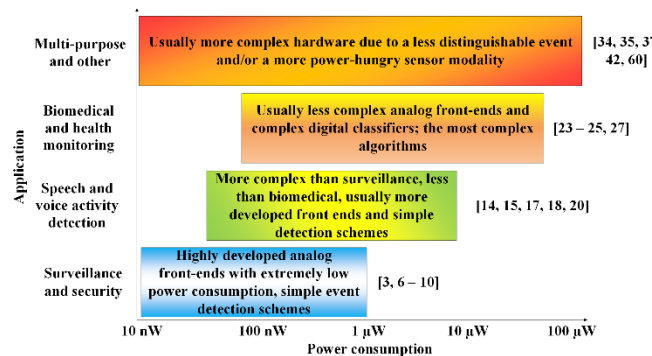 Multi-purpose
and other
Usually more complex hardware due to a less distinguishable event
and/or a more power-hungry sensor modality
[34, 35, 37
42, 60]
Biomedical
and health
monitoring
Usually less complex analog front-ends and
complex digital classifiers; the most complex
algorithms
[23 – 25, 27]
Application
Speech and
voice activity
detection
More complex than surveillance, less
than biomedical, usually more
developed front ends and simple
detection schemes
[14, 15, 17, 18, 20]
Surveillance
and security
Highly developed analog
front-ends with extremely low
power consumption, simple event
detection schemes
[3, 6 – 10]
10 nW
100 nW
1 µW
10 µW
100 µW
Power consumption